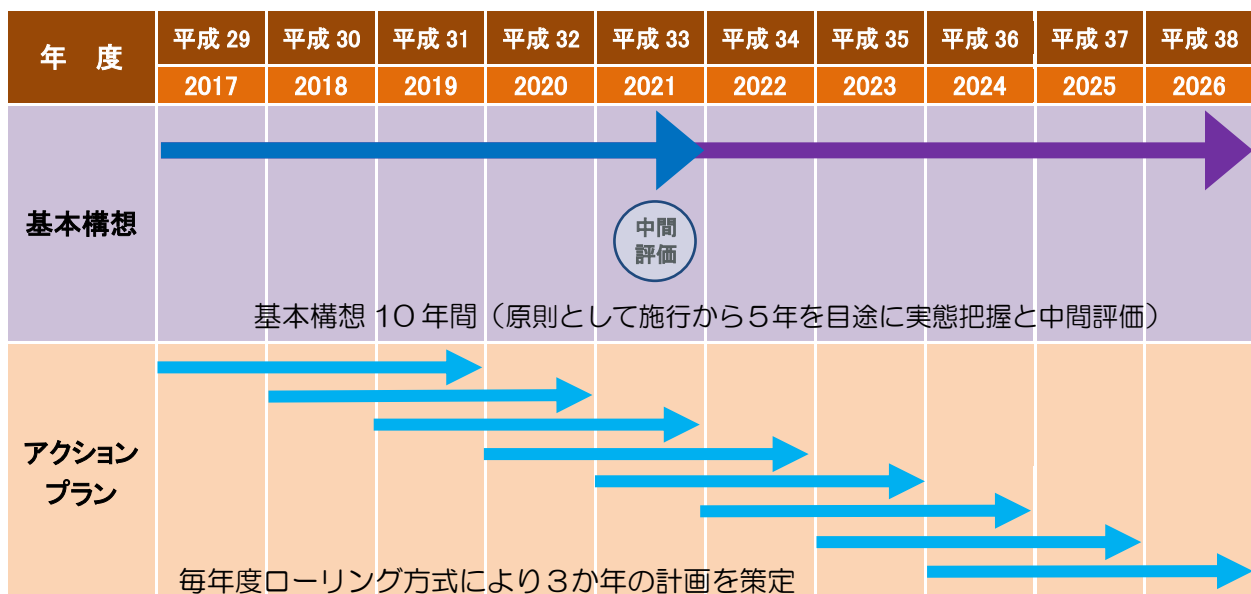 年 度
平成 29 平成 30 平成 31 平成 32 平成 33 平成 34 平成 35 平成 36 平成 37 平成 38
2017 2018 2019 2020 2021 2022 2023 2024 2025 2026
基本構想
中間
評価
基本構想 10 年間（原則として施行から５年を目途に実態把握と中間評価）
アクション
プラン
毎年度ローリング方式により３か年の計画を策定